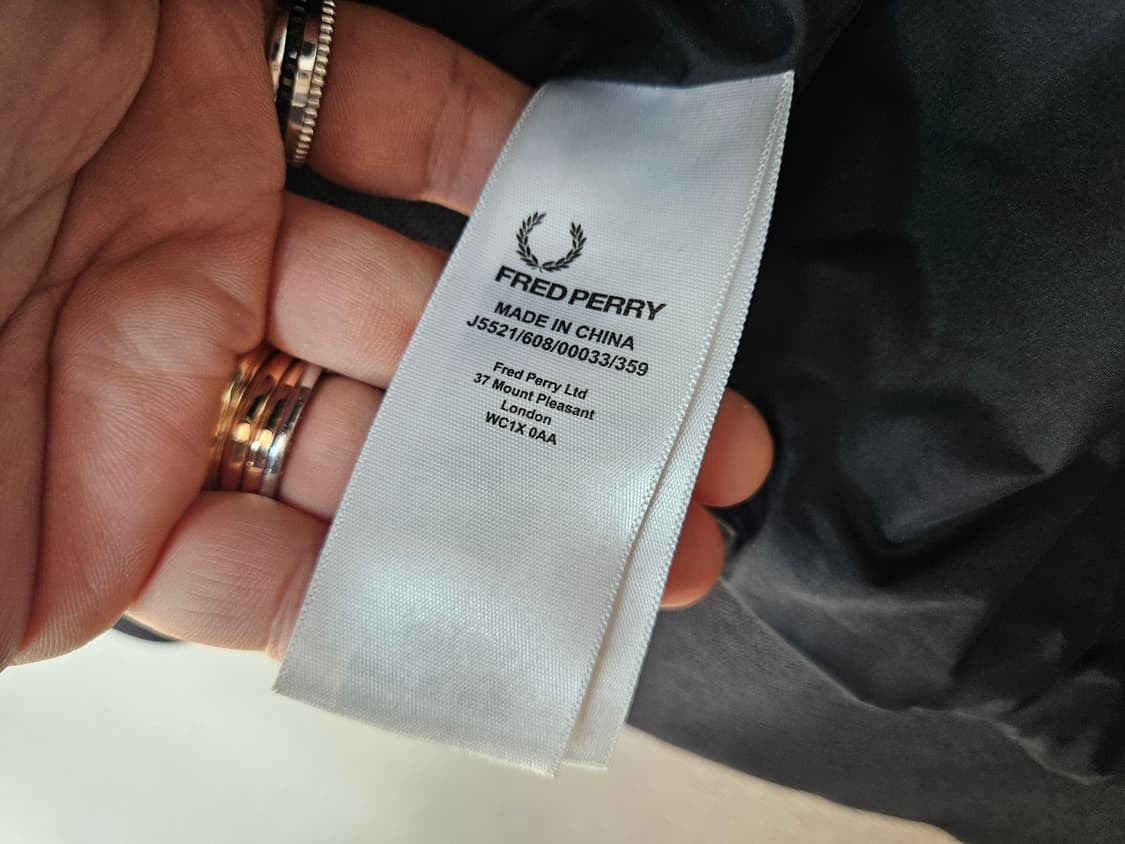 FRED PERRY
MADE IN CHINA
J5521/608/00033/359
Fred Perry Ltd
37 Mount Pleasant
London
WC1X 0AA